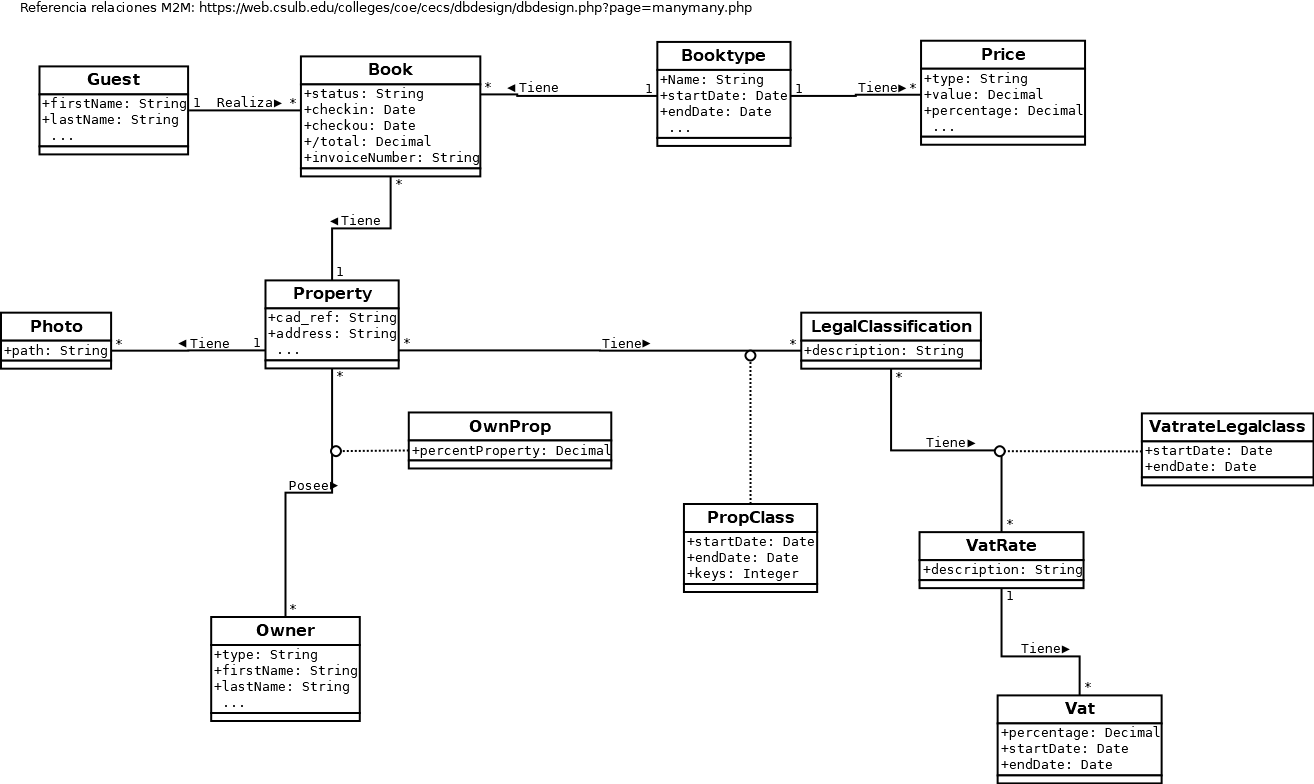 Referencia relaciones M2M: https://web.csulb.edu/colleges/coe/cecs/dbdesign/dbdesign.php?page=manymany.php
Guest
+firstName: String
+lastName: String
...
1 Realiza► *
Book
+status: String
+checkin: Date
+checkou: Date
+/total: Decimal
+invoiceNumber: String
* ◄Tiene 1
Booktype
+Name: String
+startDate: Date
+endDate: Date
...
1 Tiene► *
Price
+type: String
+value: Decimal
+percentage: Decimal
...
*
◄Tiene
1
Photo
+path: String
* ◄Tiene 1
Property
+cad_ref: String
+address: String
...
* Tiene► *
LegalClassification
+description: String
*
OwnProp
+percentProperty: Decimal
Posee►
*
Owner
+type: String
+firstName: String
+lastName: String
...
PropClass
+startDate: Date
+endDate: Date
+keys: Integer
*
Tiene►
VatrateLegalclass
+startDate: Date
+endDate: Date
*
VatRate
+description: String
1
Tiene►
*
Vat
+percentage: Decimal
+startDate: Date
+endDate: Date